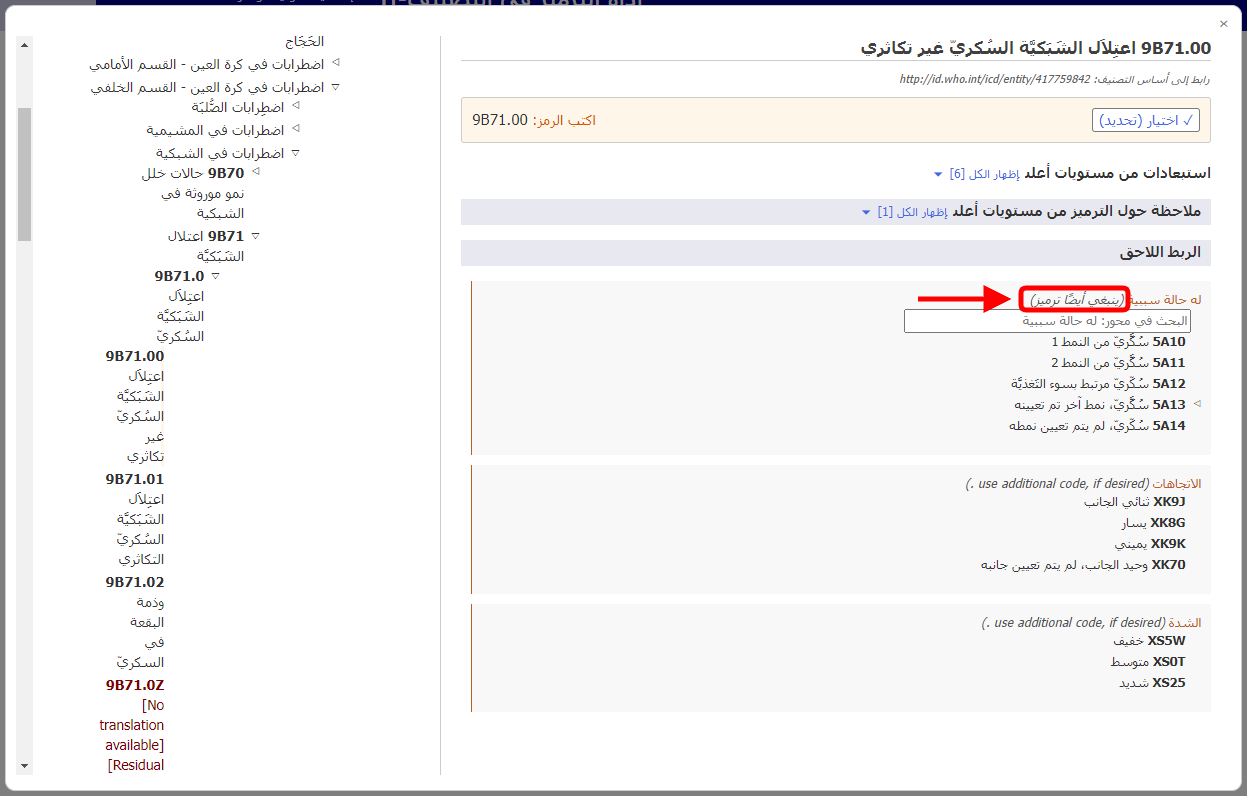 9B71.00 اعتِلاَل الشَبَكيَّة السُكريّ غير تكاثري
رابط إلى أساس التصنيف: http://id.who.int/icd/entity/417759842
✓ اختيار (تحديد)
اكتب الرمز: 9B71.00
استبعادات من مستويات أعلى إظهار الكل [6]
ملاحظة حول الترميز من مستويات أعلى إظهار الكل [1]
الربط اللاحق
له حالة سببية (ينبغي أيضًا ترميز)
البحث في محور: له حالة سببية
5A10 سُكَّريّ من النمط 1
5A11 سُكَّريّ من النمط 2
5A12 سُكّريّ مرتبط بسوء التَغذيَّة
5A13 سُكَّريّ، نمط آخر تم تعيينه
5A14 سُكّريّ، لم يتم تعيين نمطه
الاتجاهات (use additional code, if desired .)
XK9J ثنائي الجانب
XK8G يسار
XK9K يميني
XK70 وحيد الجانب، لم يتم تعيين جانبه
الشدة (use additional code, if desired .)
XS5W خفيف
XS0T متوسط
XS25 شديد
الحَجَاج
اضطرابات في كرة العين - القسم الأمامي
اضطرابات في كرة العين - القسم الخلفي
اضطِرابات الصُّلبَة
اضطرابات في المشيمية
اضطرابات في الشبكية
9B70 حالات خلل
نمو موروثة في
الشبكية
9B71 اعتلال
الشَبَكيَّة
9B71.0
اعتِلاَل
الشَبَكيَّة
السُكريّ
9B71.00
اعتِلاَل
الشَبَكيَّة
السُكريّ
غير
تكاثري
9B71.01
اعتِلاَل
الشَبَكيَّة
السُكريّ
التكاثري
9B71.02
وذمة
البقعة
في
السكريّ
9B71.0Z
[No
translation
available]
[Residual